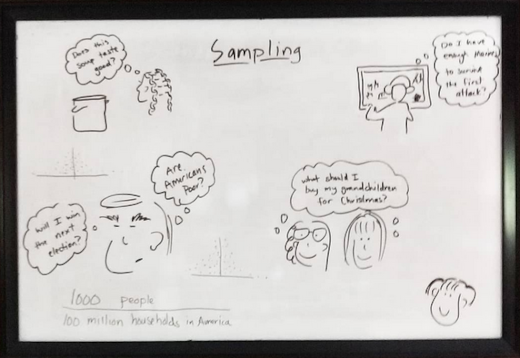 Sampling
Does this
soup taste
good?
Do I have
enough Marines
to survive
the first
attack?
Are
Americans
Poor?
Will I win
the next
election?
what should I
buy my grandchildren
for Christmas?
1000 people
100 million households in America